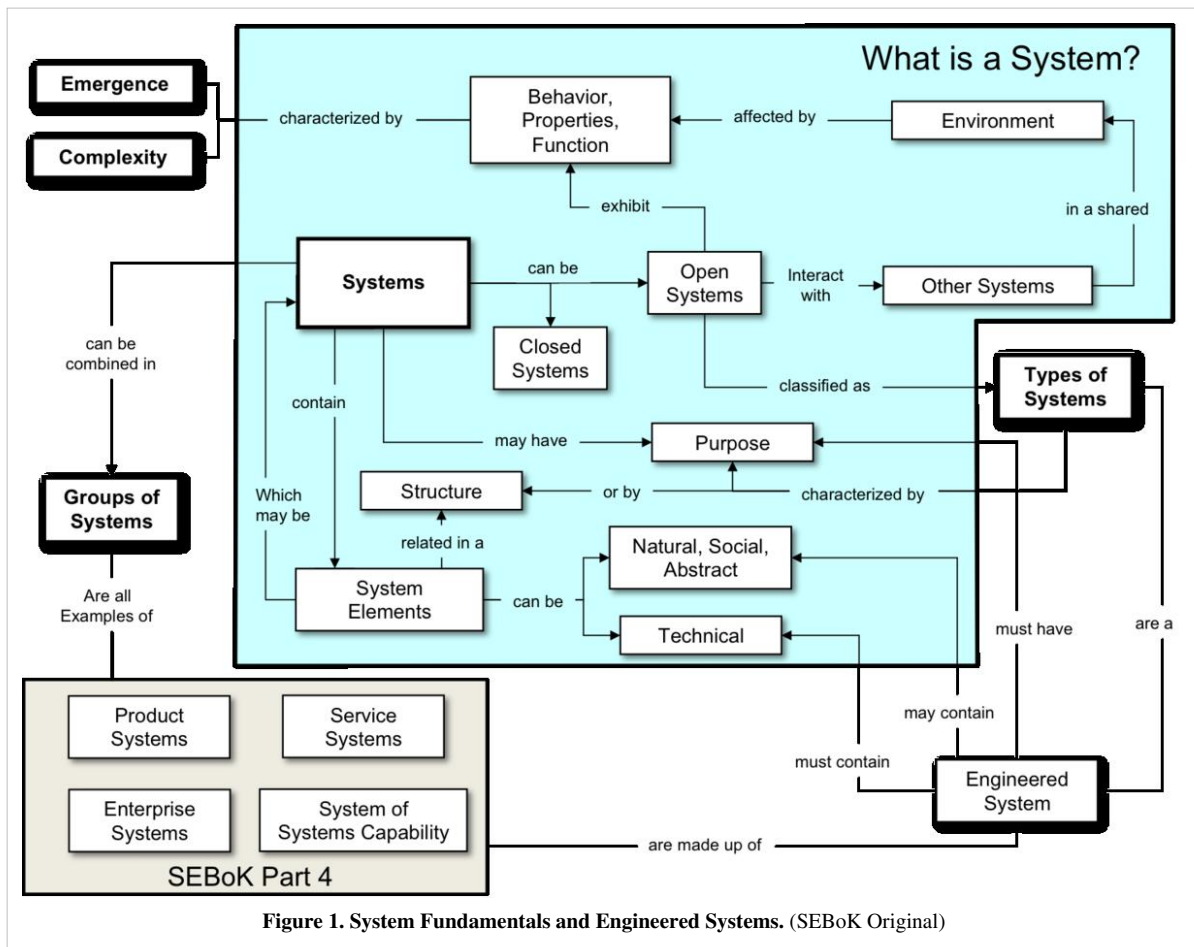 What is a System?
Emergence
Complexity
characterized by
Behavior,
Properties,
Function
affected by
Environment
exhibit
in a shared
Systems
can be
Open
Systems
Interact
with
Other Systems
Closed
Systems
can be
combined in
contain
classified as
Types of
Systems
may have
Purpose
Groups of
Systems
Which
may be
Structure
or by
characterized by
related in a
Natural, Social,
Abstract
Are all
Examples of
System
Elements
can be
Technical
must have
are a
Product
Systems
Service
Systems
may contain
must contain
Engineered
System
Enterprise
Systems
System of
Systems Capability
are made up of
SEBoK Part 4
Figure 1. System Fundamentals and Engineered Systems. (SEBoK Original)